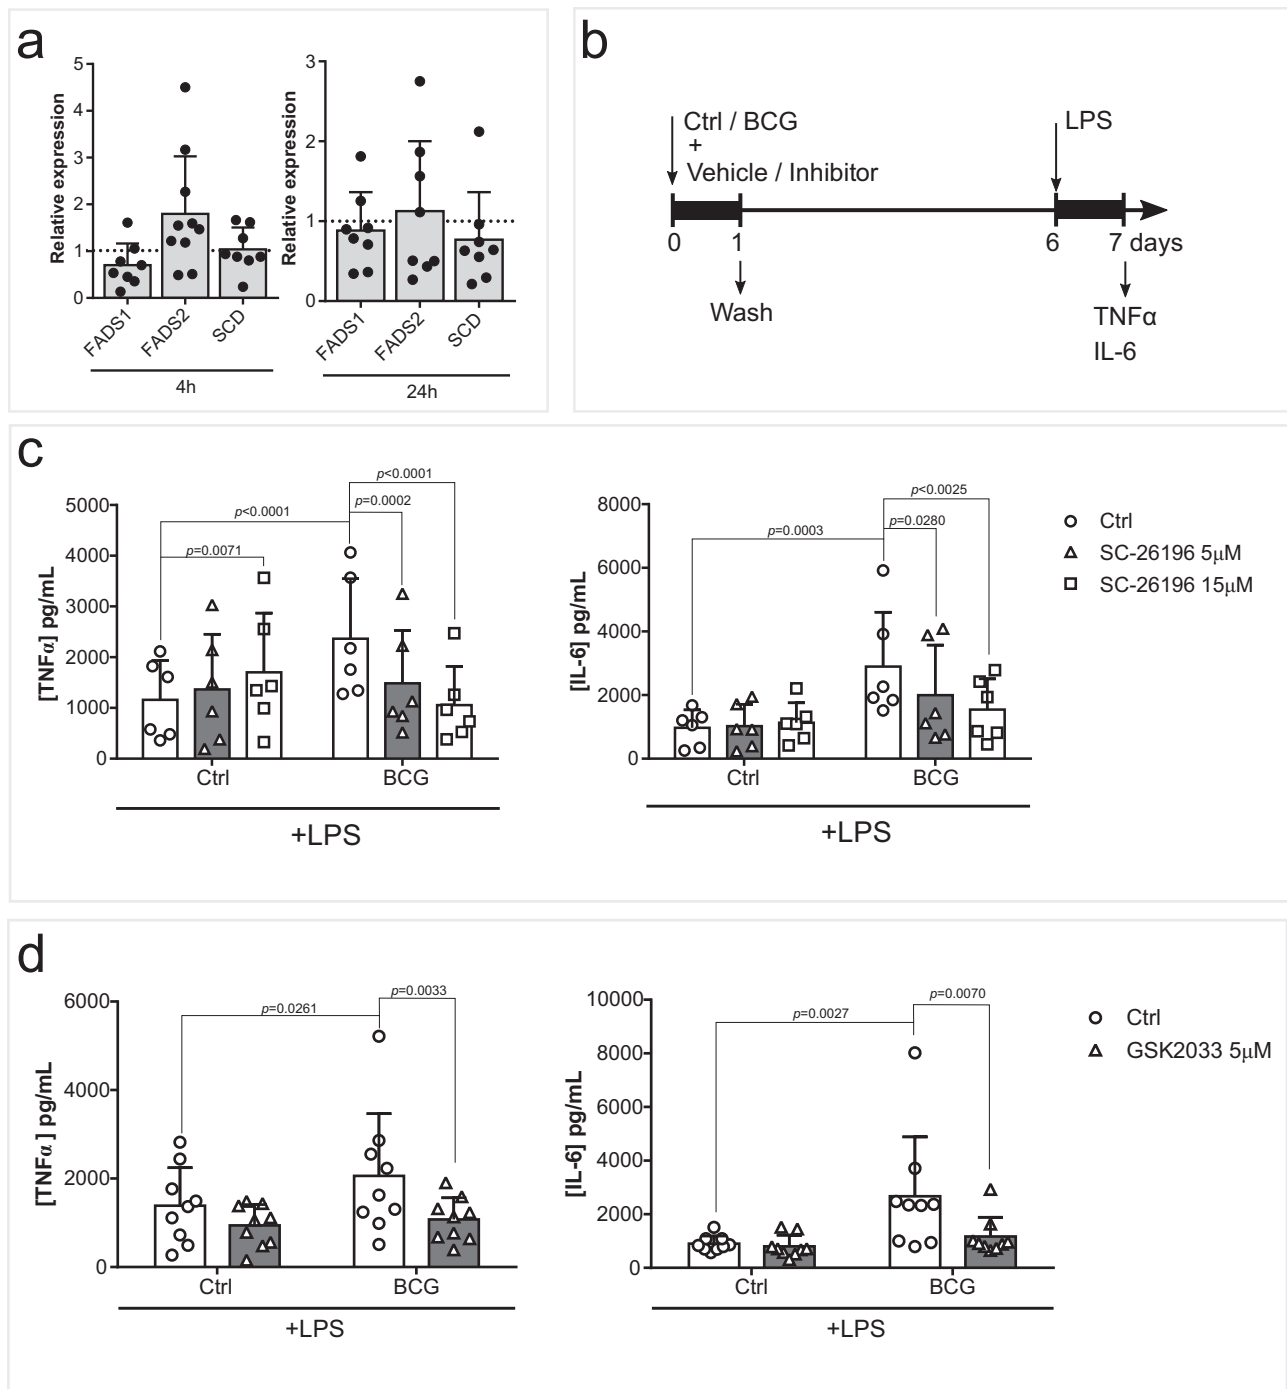 a
5
4
3
2
1
0
Relative expression
FADS1
FADS2
SCD
4h
3
2
1
0
Relative expression
FADS1
FADS2
SCD
24h
b
Ctrl / BCG
+
Vehicle / Inhibitor
LPS
0 1 6 7 days
Wash
TNFα
IL-6
c
5000
4000
3000
2000
1000
0
[TNFα] pg/mL
p<0.0001
p=0.0071
p<0.0001
p=0.0002
Ctrl BCG
+LPS
8000
6000
4000
2000
0
[IL-6] pg/mL
p=0.0003
p<0.0025
p=0.0280
Ctrl BCG
+LPS
Ctrl
SC-26196 5μM
SC-26196 15μM
d
6000
4000
2000
0
[TNFα] pg/mL
p=0.0261
p=0.0033
Ctrl BCG
+LPS
10000
8000
6000
4000
2000
0
[IL-6] pg/mL
p=0.0027
p=0.0070
Ctrl BCG
+LPS
Ctrl
GSK2033 5μM